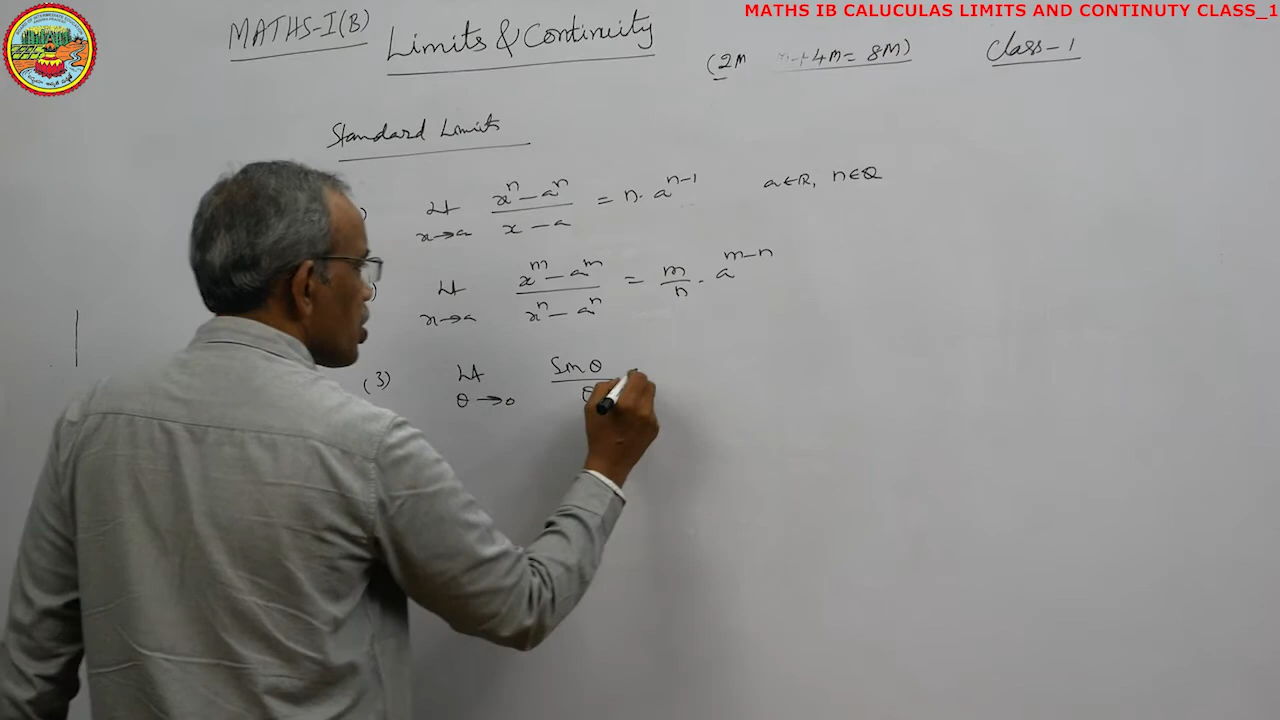 MATHS IB CALUCULAS LIMITS AND CONTINUTY CLASS_1
MATHS-I(B) Limits & Continuity (2M + 4M = 8M) Class-1
Standard Limits
) Lt x→a xⁿ - aⁿ / x - a = n. aⁿ⁻¹ a∈R, n∈Q
) Lt x→a xᵐ - aᵐ / xⁿ - aⁿ = m/n . aᵐ⁻ⁿ
(3) Lt θ→0 Sin θ / θ